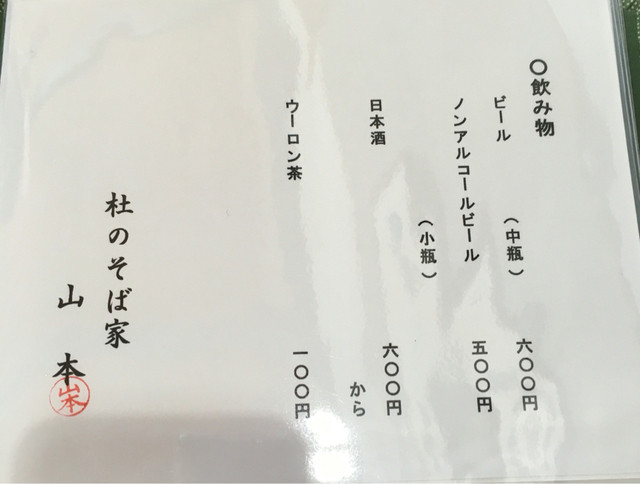 〇飲み物
ビール (中瓶) 六〇〇円
ノンアルコールビール 五〇〇円
(小瓶)
日本酒 六〇〇円
から
ウーロン茶 一〇〇円
杜のそば家
山本
山本